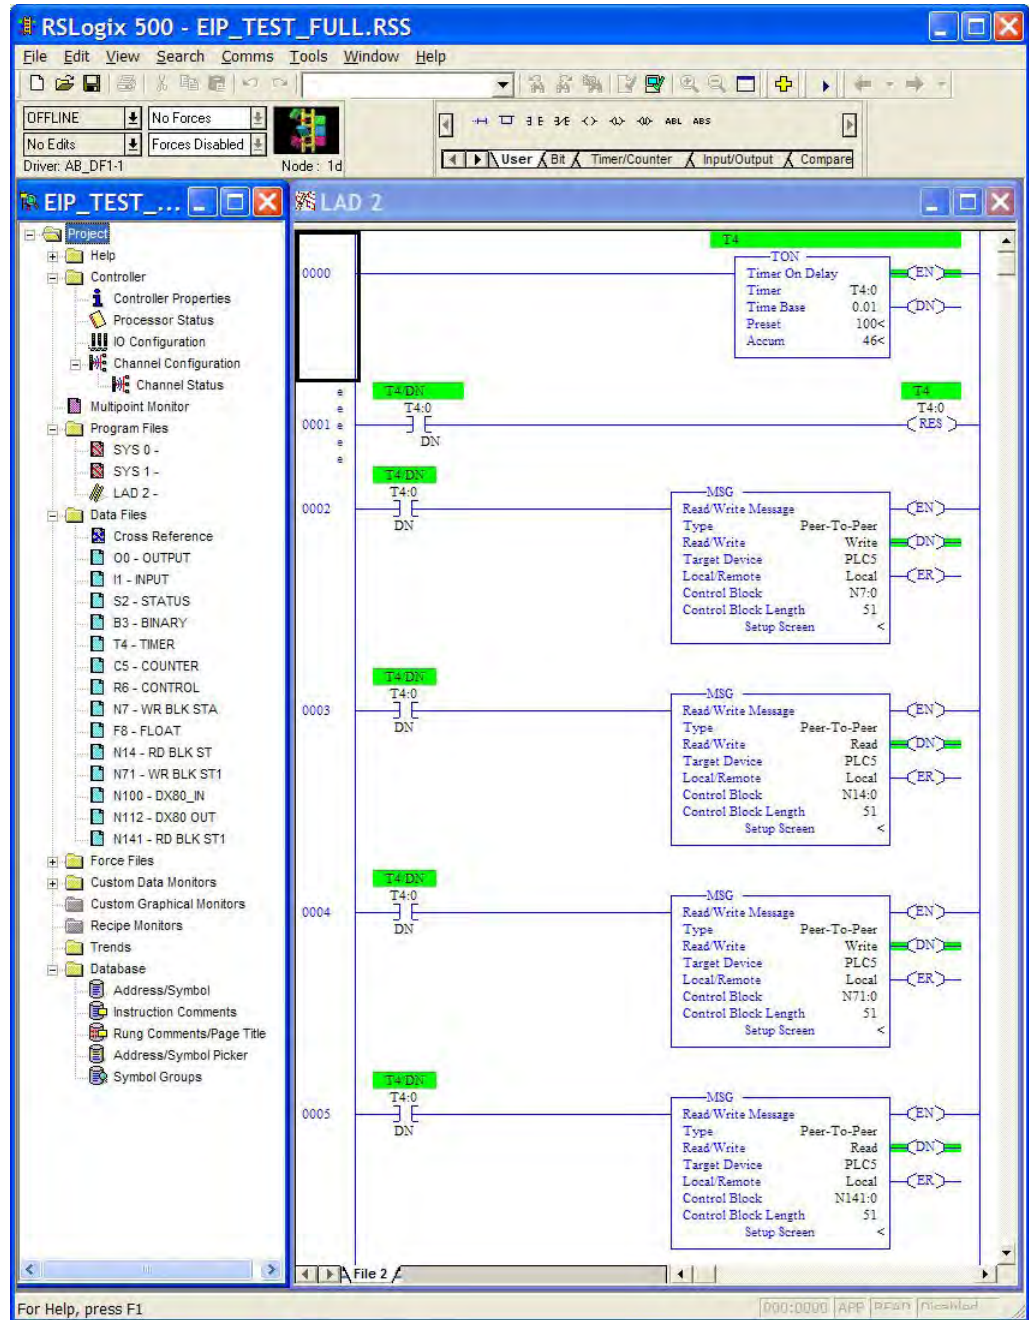 RSLogix 500 - EIP_TEST_FULL.RSS
File Edit View Search Comms Tools Window Help
OFFLINE No Forces
No Edits Forces Disabled
Driver: AB_DF1-1 Node : 1d
ABL ABS
User Bit Timer/Counter Input/Output Compare
EIP_TEST_...
Project
Help
Controller
Controller Properties
Processor Status
IO Configuration
Channel Configuration
Channel Status
Multipoint Monitor
Program Files
SYS 0 -
SYS 1 -
LAD 2 -
Data Files
Cross Reference
O0 - OUTPUT
I1 - INPUT
S2 - STATUS
B3 - BINARY
T4 - TIMER
C5 - COUNTER
R6 - CONTROL
N7 - WR BLK STA
F8 - FLOAT
N14 - RD BLK ST
N71 - WR BLK ST1
N100 - DX80_IN
N112 - DX80 OUT
N141 - RD BLK ST1
Force Files
Custom Data Monitors
Custom Graphical Monitors
Recipe Monitors
Trends
Database
Address/Symbol
Instruction Comments
Rung Comments/Page Title
Address/Symbol Picker
Symbol Groups
LAD 2
T4
0000
TON
Timer On Delay
Timer T4:0
Time Base 0.01
Preset 100<
Accum 46<
EN
DN
e
e
0001 e
e
e
T4/DN
T4:0
DN
T4
T4:0
RES
0002
T4/DN
T4:0
DN
MSG
Read/Write Message
Type Peer-To-Peer
Read/Write Write
Target Device PLC5
Local/Remote Local
Control Block N7:0
Control Block Length 51
Setup Screen <
EN
DN
ER
0003
T4/DN
T4:0
DN
MSG
Read/Write Message
Type Peer-To-Peer
Read/Write Read
Target Device PLC5
Local/Remote Local
Control Block N14:0
Control Block Length 51
Setup Screen <
EN
DN
ER
0004
T4/DN
T4:0
DN
MSG
Read/Write Message
Type Peer-To-Peer
Read/Write Write
Target Device PLC5
Local/Remote Local
Control Block N71:0
Control Block Length 51
Setup Screen <
EN
DN
ER
0005
T4/DN
T4:0
DN
MSG
Read/Write Message
Type Peer-To-Peer
Read/Write Read
Target Device PLC5
Local/Remote Local
Control Block N141:0
Control Block Length 51
Setup Screen <
EN
DN
ER
File 2
For Help, press F1
000:0000 APP READ Disabled